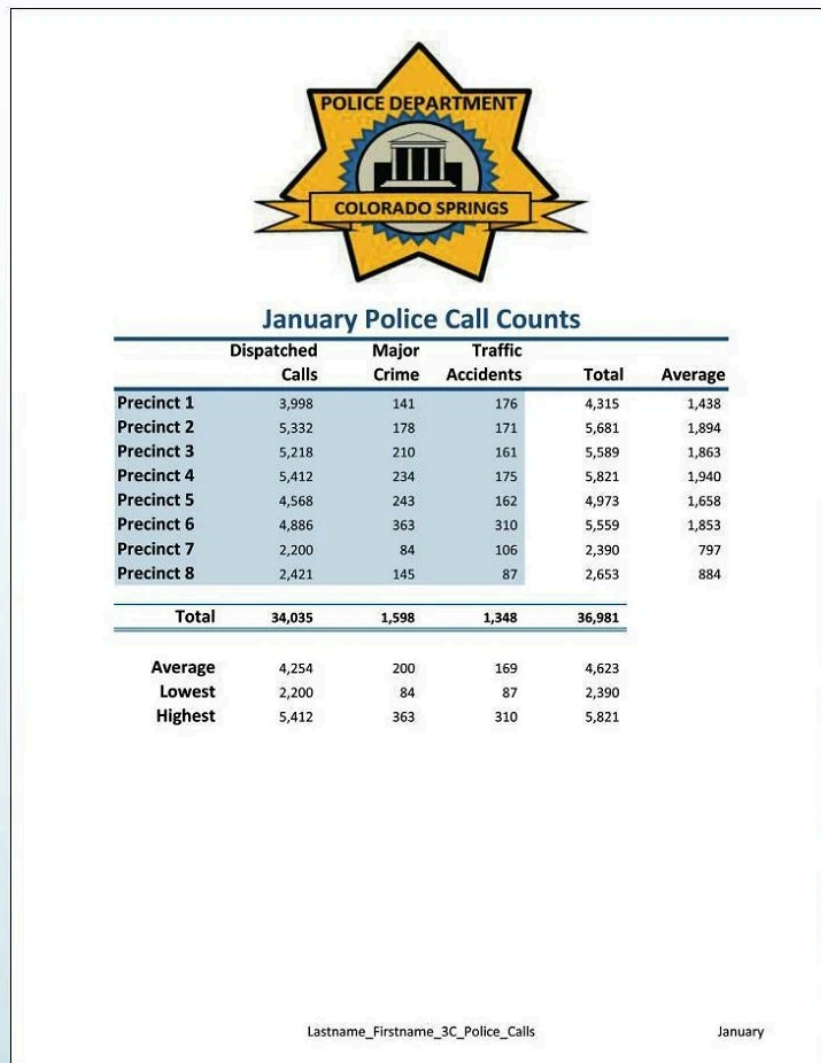 POLICE DEPARTMENT
COLORADO SPRINGS
January Police Call Counts
Dispatched Major Traffic
Calls Crime Accidents Total Average
Precinct 1 3,998 141 176 4,315 1,438
Precinct 2 5,332 178 171 5,681 1,894
Precinct 3 5,218 210 161 5,589 1,863
Precinct 4 5,412 234 175 5,821 1,940
Precinct 5 4,568 243 162 4,973 1,658
Precinct 6 4,886 363 310 5,559 1,853
Precinct 7 2,200 84 106 2,390 797
Precinct 8 2,421 145 87 2,653 884
Total 34,035 1,598 1,348 36,981
Average 4,254 200 169 4,623
Lowest 2,200 84 87 2,390
Highest 5,412 363 310 5,821
Lastname_Firstname_3C_Police_Calls January